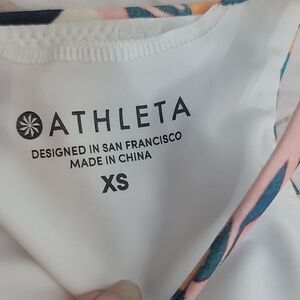 ATHLETA
DESIGNED IN SAN FRANCISCO
MADE IN CHINA
XS